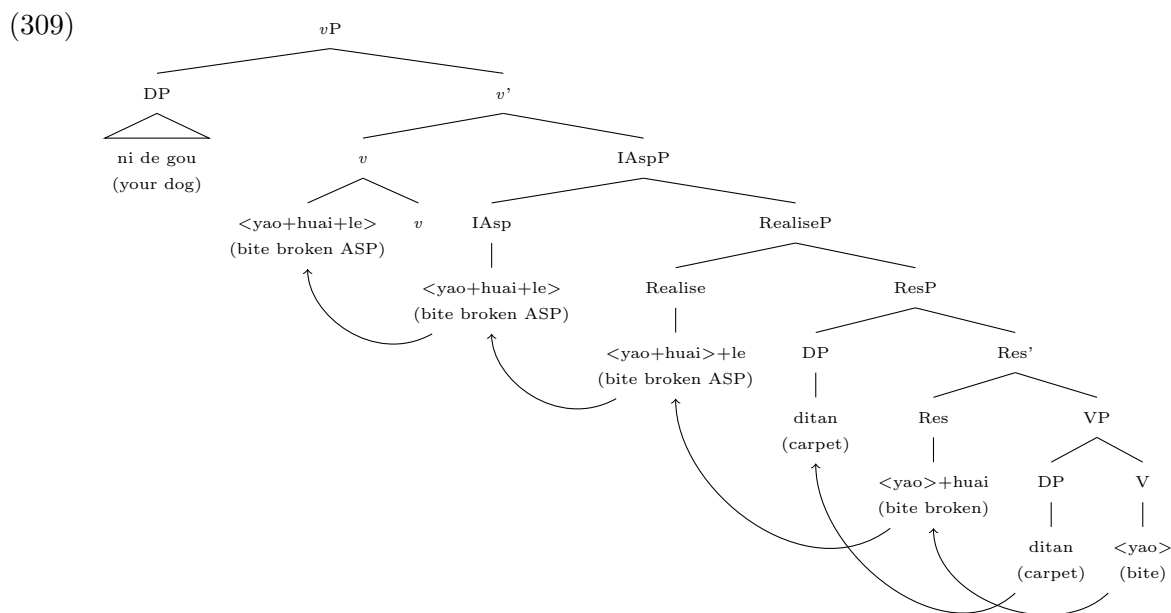 (309)
vP
DP v'
ni de gou
(your dog)
v IAspP
<yao+huai+le> v IAsp RealiseP
(bite broken ASP)
<yao+huai+le> Realise ResP
(bite broken ASP)
<yao+huai>+le DP Res'
(bite broken ASP)
ditan Res VP
(carpet)
<yao>+huai DP V
(bite broken)
ditan <yao>
(carpet) (bite)